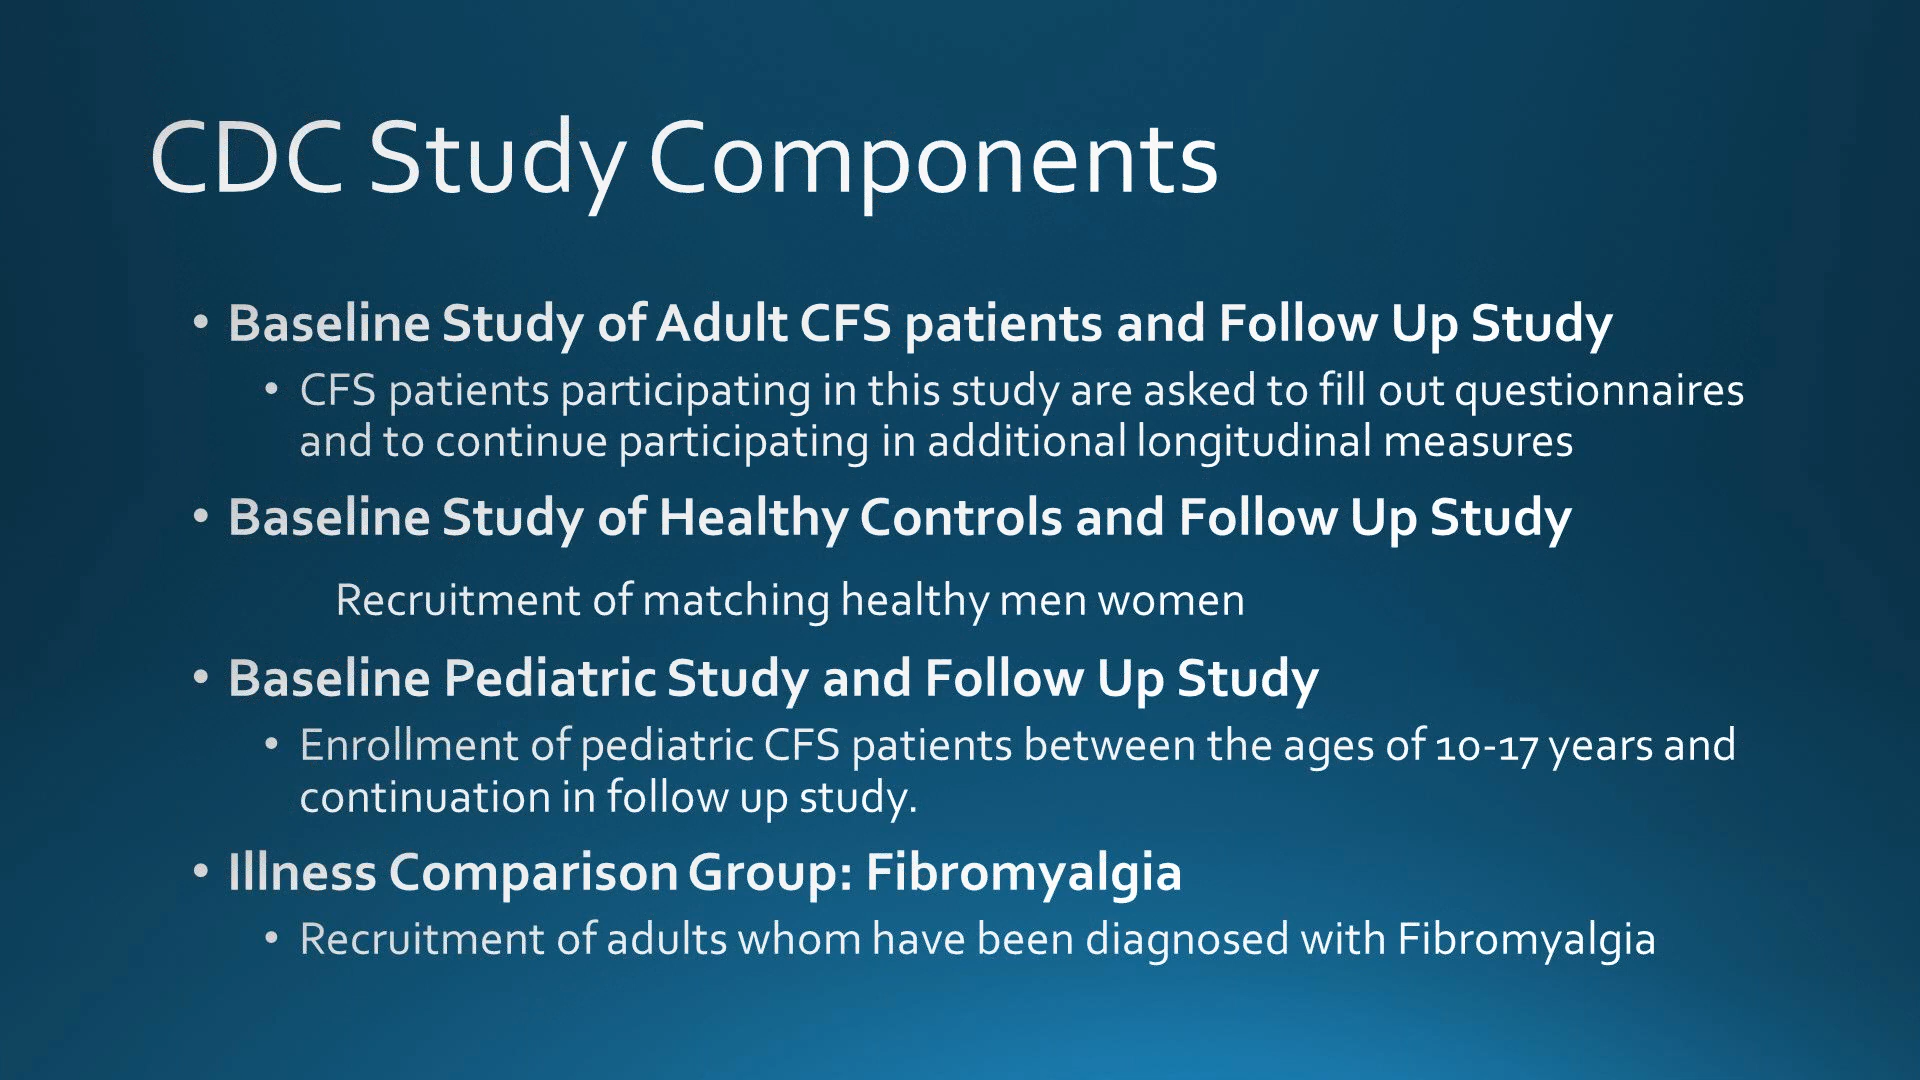 CDC Study Components
• Baseline Study of Adult CFS patients and Follow Up Study
• CFS patients participating in this study are asked to fill out questionnaires
and to continue participating in additional longitudinal measures
• Baseline Study of Healthy Controls and Follow Up Study
Recruitment of matching healthy men women
• Baseline Pediatric Study and Follow Up Study
• Enrollment of pediatric CFS patients between the ages of 10-17 years and
continuation in follow up study.
• Illness Comparison Group: Fibromyalgia
• Recruitment of adults whom have been diagnosed with Fibromyalgia